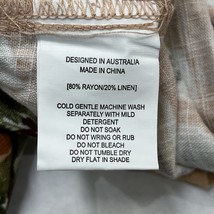 DESIGNED IN AUSTRALIA
MADE IN CHINA
[80% RAYON/20% LINEN]
COLD GENTLE MACHINE WASH
SEPARATELY WITH MILD
DETERGENT
DO NOT SOAK
DO NOT WRING OR RUB
DO NOT BLEACH
DO NOT TUMBLE DRY
DRY FLAT IN SHADE